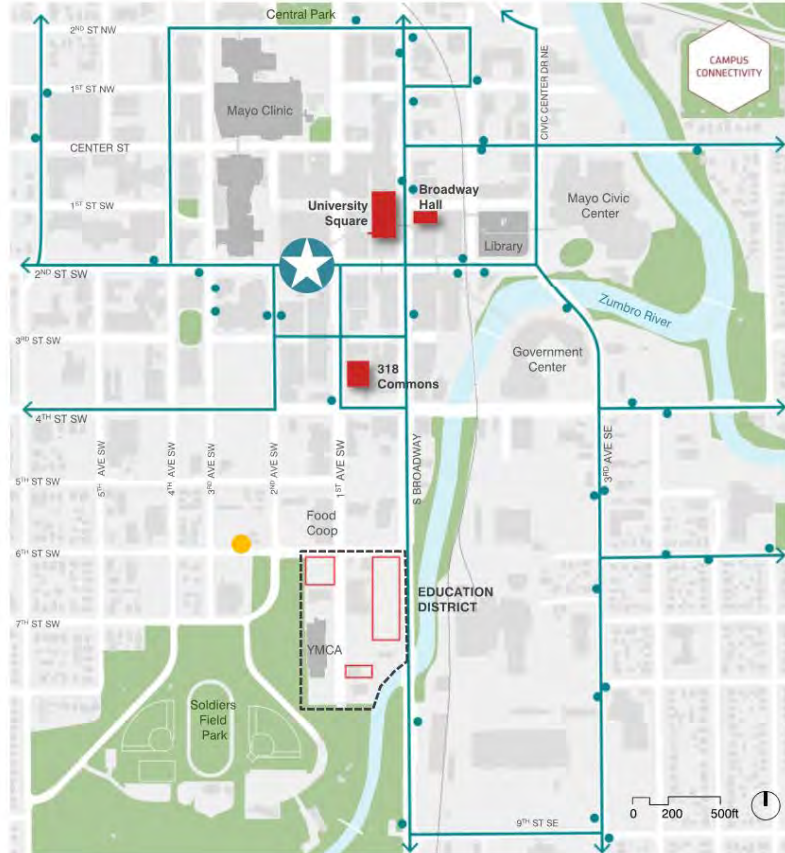 Central Park
2ND ST NW
CAMPUS
CONNECTIVITY
CIVIC CENTER DR NE
1ST ST NW
Mayo Clinic
CENTER ST
1ST ST SW
University
Square
Broadway
Hall
Mayo Civic
Center
P
Library
2ND ST SW
Zumbro River
3RD ST SW
Government
Center
318
Commons
4TH ST SW
5TH AVE SW
4TH AVE SW
3RD AVE SW
2ND AVE SW
1ST AVE SW
S BROADWAY
3RD AVE SE
5TH ST SW
Food
Coop
6TH ST SW
EDUCATION
DISTRICT
7TH ST SW
YMCA
Soldiers
Field
Park
0 200 500ft
9TH ST SE